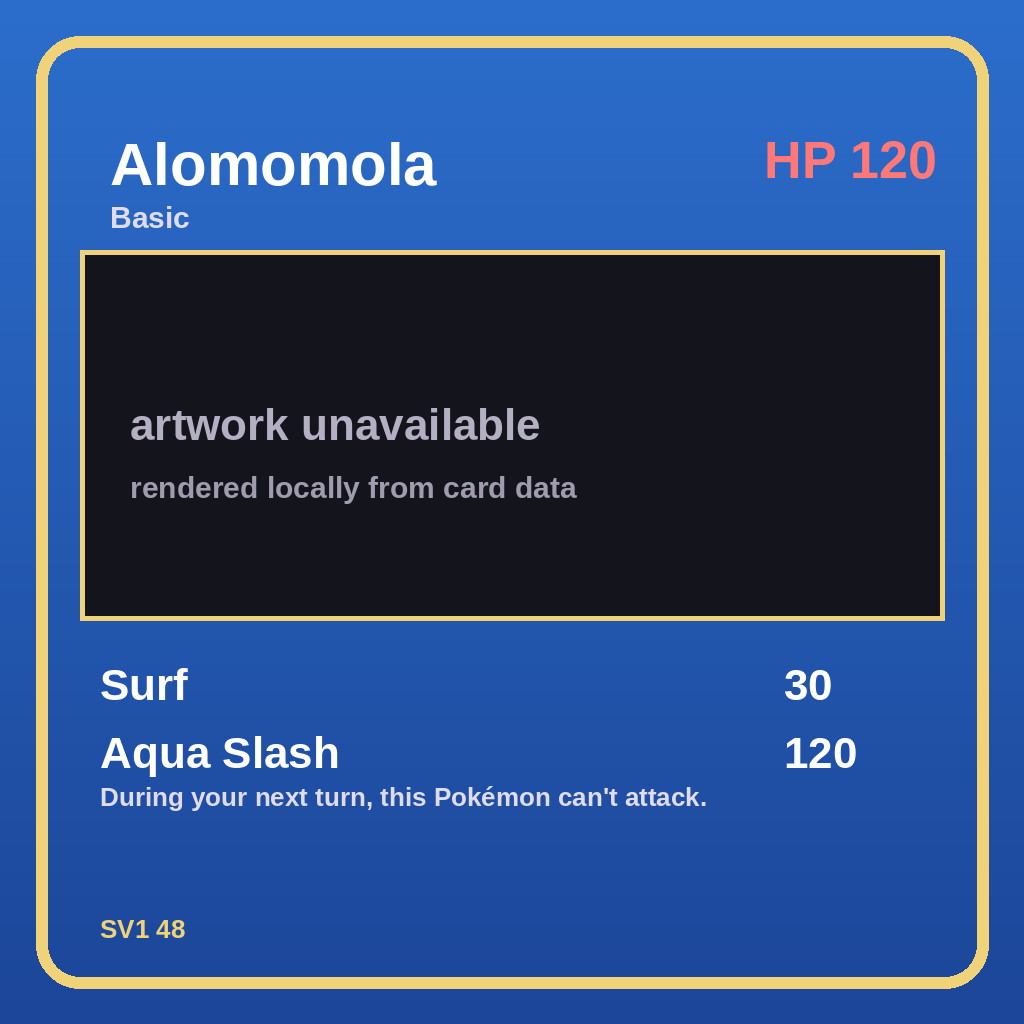 Alomomola
HP 120
Basic
artwork unavailable
rendered locally from card data
Surf 30
Aqua Slash 120
During your next turn, this Pokémon can't attack.
SV1 48